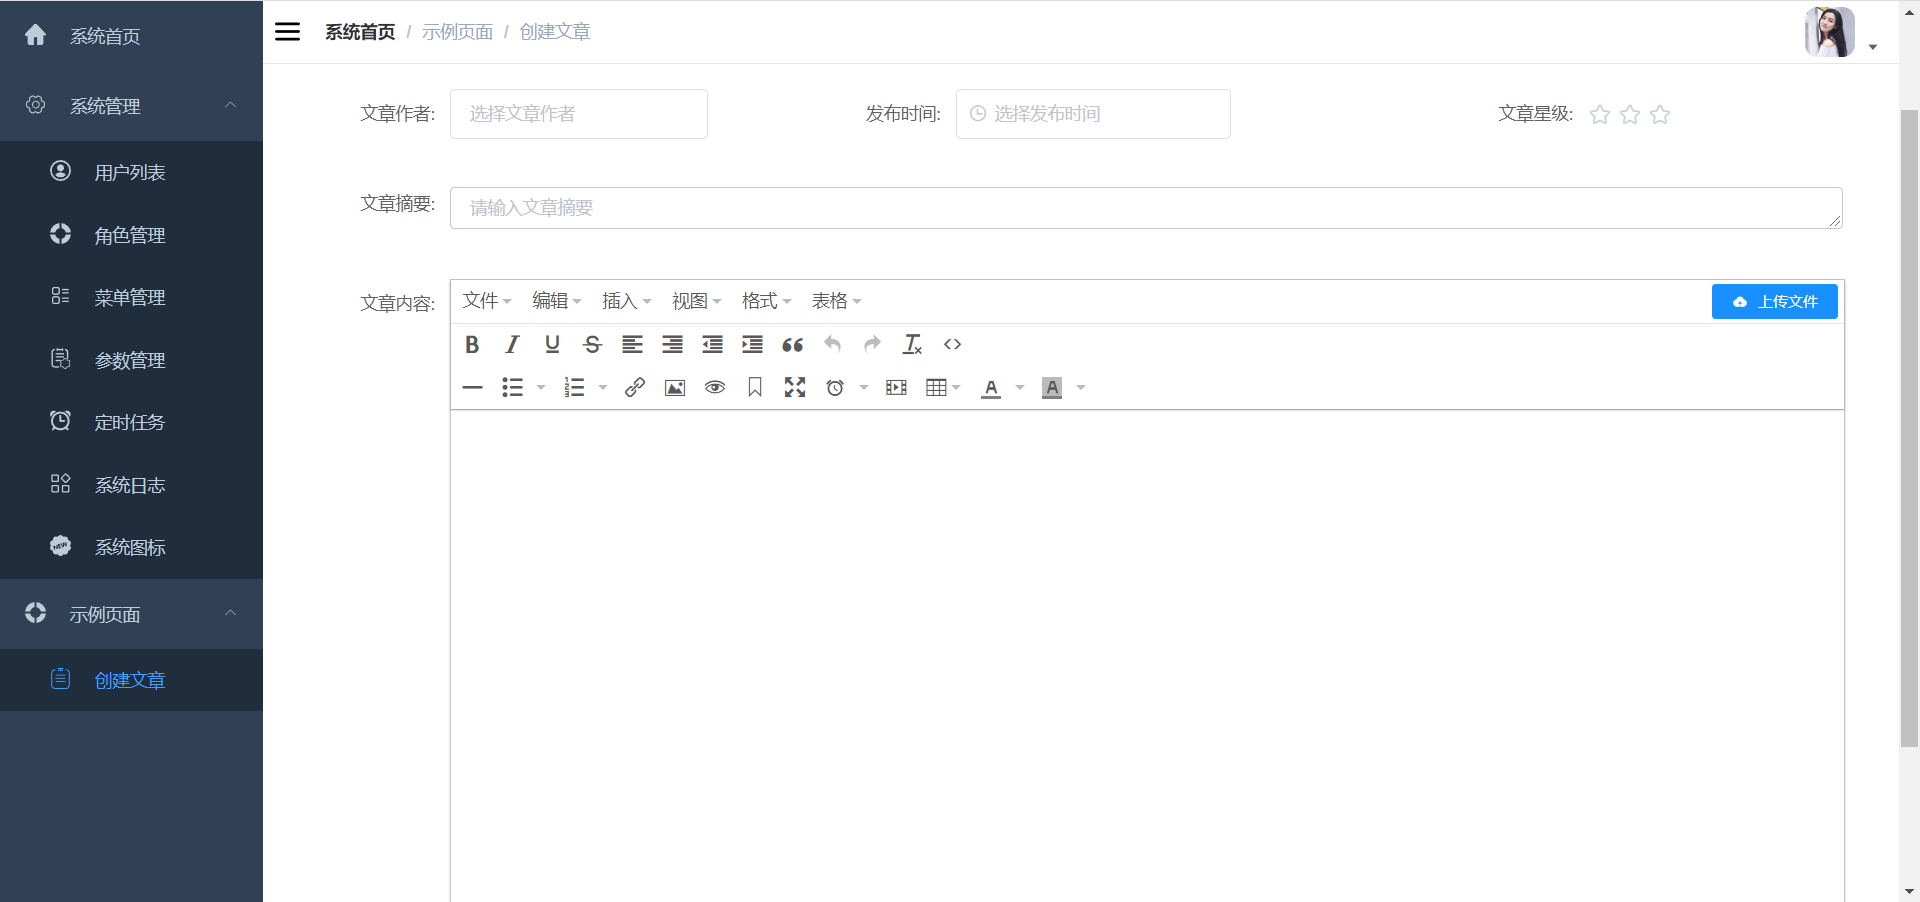 系统首页
系统管理
用户列表
角色管理
菜单管理
参数管理
定时任务
系统日志
NEW 系统图标
示例页面
创建文章
系统首页 / 示例页面 / 创建文章
文章作者: 选择文章作者 发布时间: 选择发布时间 文章星级:
文章摘要: 请输入文章摘要
文章内容: 文件 编辑 插入 视图 格式 表格 上传文件